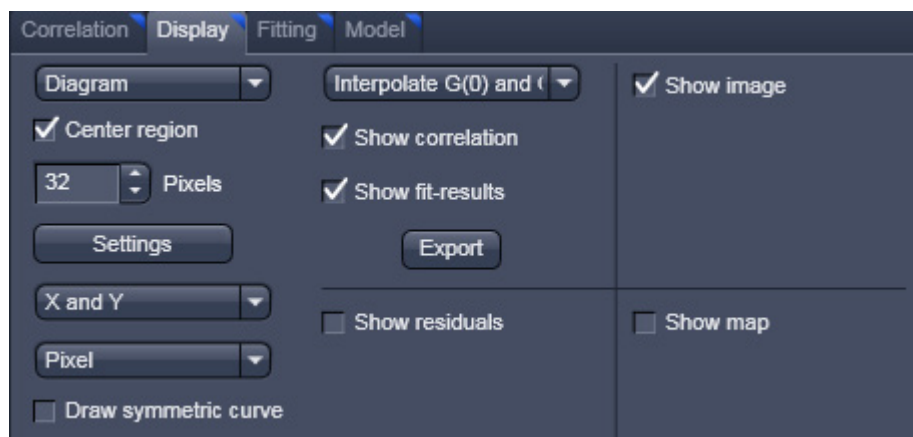 Correlation Display Fitting Model
Diagram
Center region
32 Pixels
Settings
X and Y
Pixel
Draw symmetric curve
Interpolate G(0) and
Show correlation
Show fit-results
Export
Show residuals
Show image
Show map